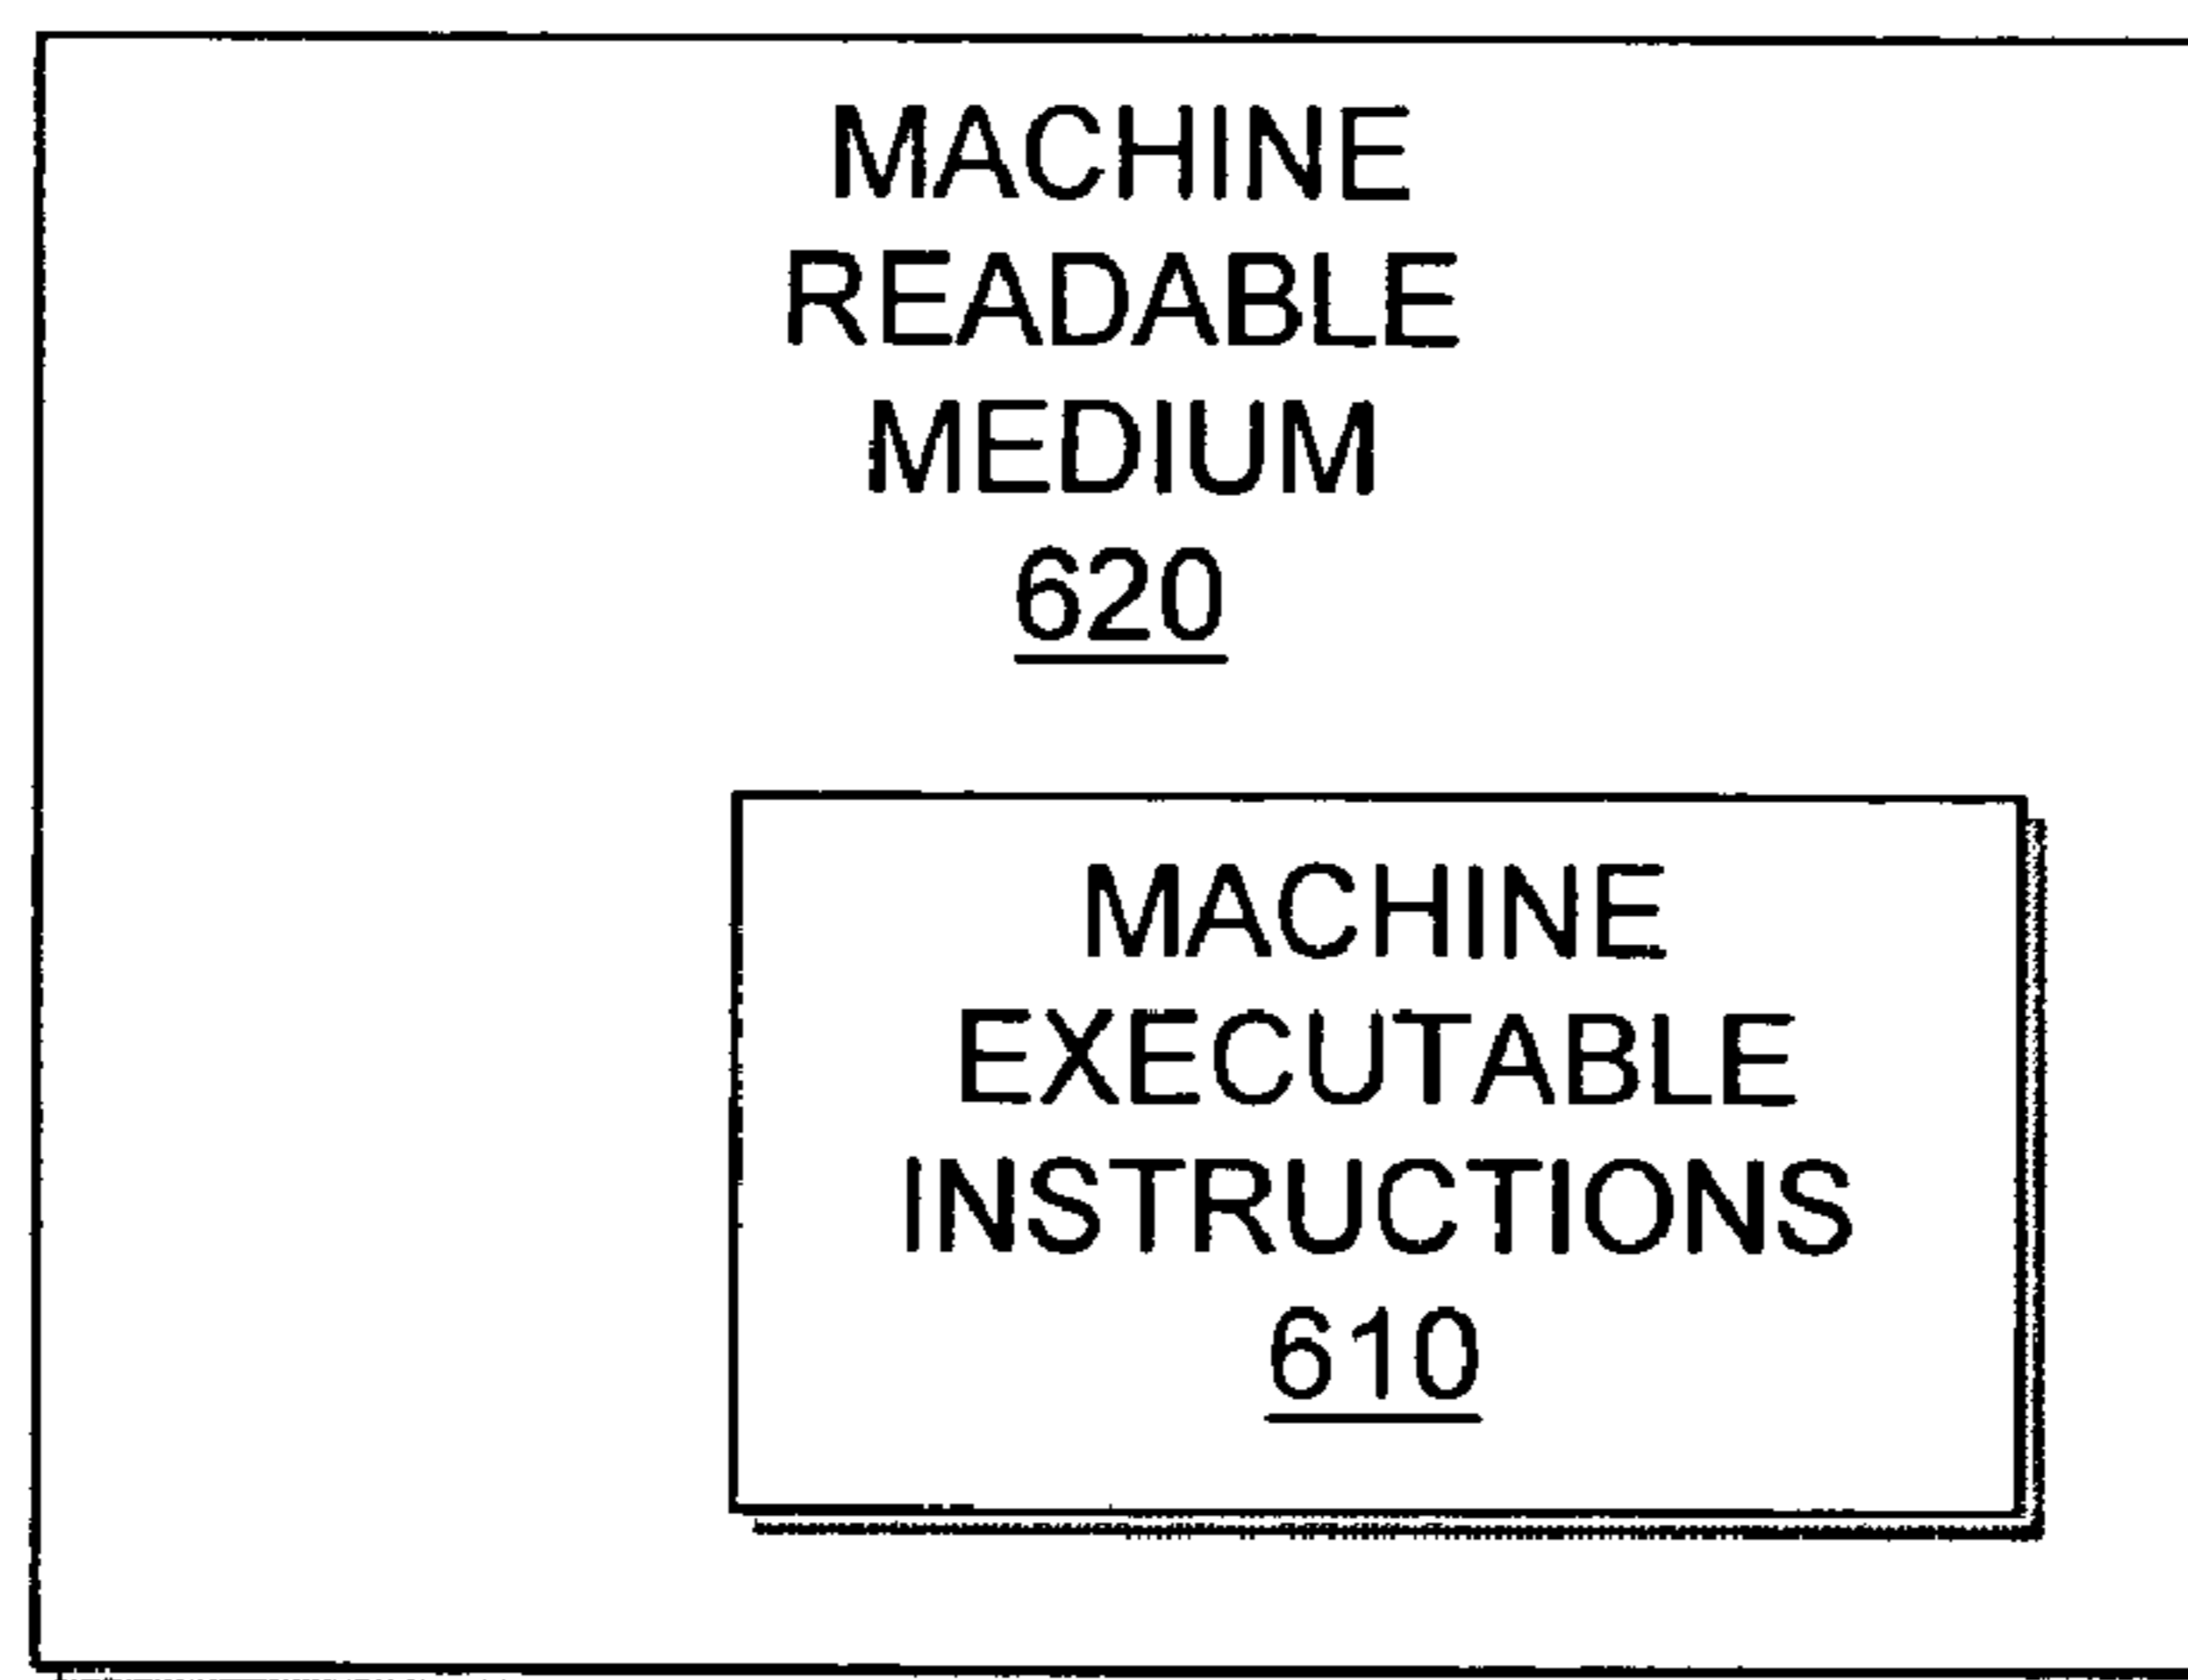 MACHINE
READABLE
MEDIUM
620
MACHINE
EXECUTABLE
INSTRUCTIONS
610